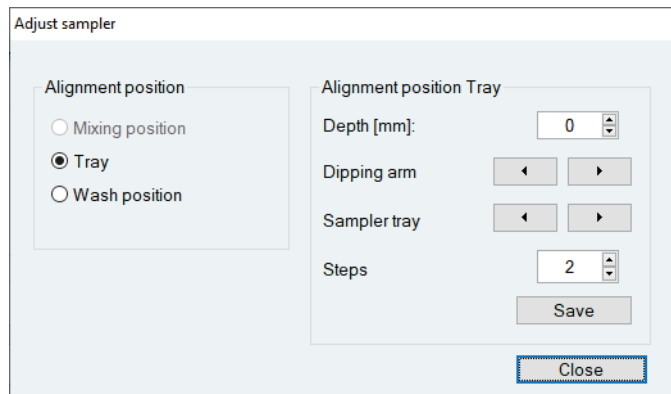 Adjust sampler
Alignment position
Mixing position
Tray
Wash position
Alignment position Tray
Depth [mm]: 0
Dipping arm
Sampler tray
Steps 2
Save
Close